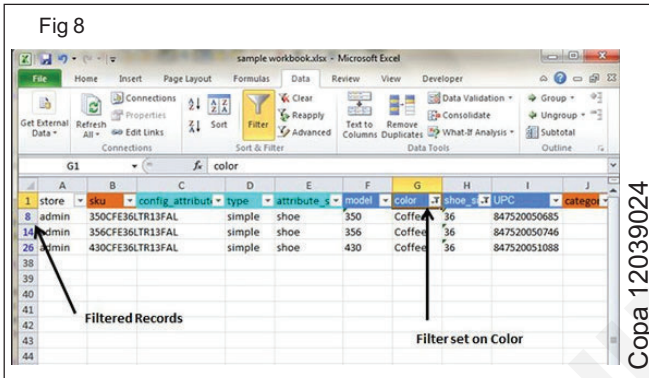 Fig 8
sample workbook.xlsx - Microsoft Excel
File Home Insert Page Layout Formulas Data Review View Developer
Get External Data
Refresh All
Connections
Properties
Edit Links
Connections
Sort
Filter
Clear
Reapply
Advanced
Sort & Filter
Text to Columns
Remove Duplicates
Data Validation
Consolidate
What-If Analysis
Data Tools
Group
Ungroup
Subtotal
Outline
G1 fx color
A B C D E F G H I J
1 store sku config_attribut type attribute_s model color shoe_si UPC categor
8 admin 350CFE36LTR13FAL simple shoe 350 Coffee 36 847520050685
14 admin 356CFE36LTR13FAL simple shoe 356 Coffee 36 847520050746
26 admin 430CFE36LTR13FAL simple shoe 430 Coffee 36 847520051088
38
39
40
41
42
43
44
Filtered Records
Filter set on Color
Copa 12039024